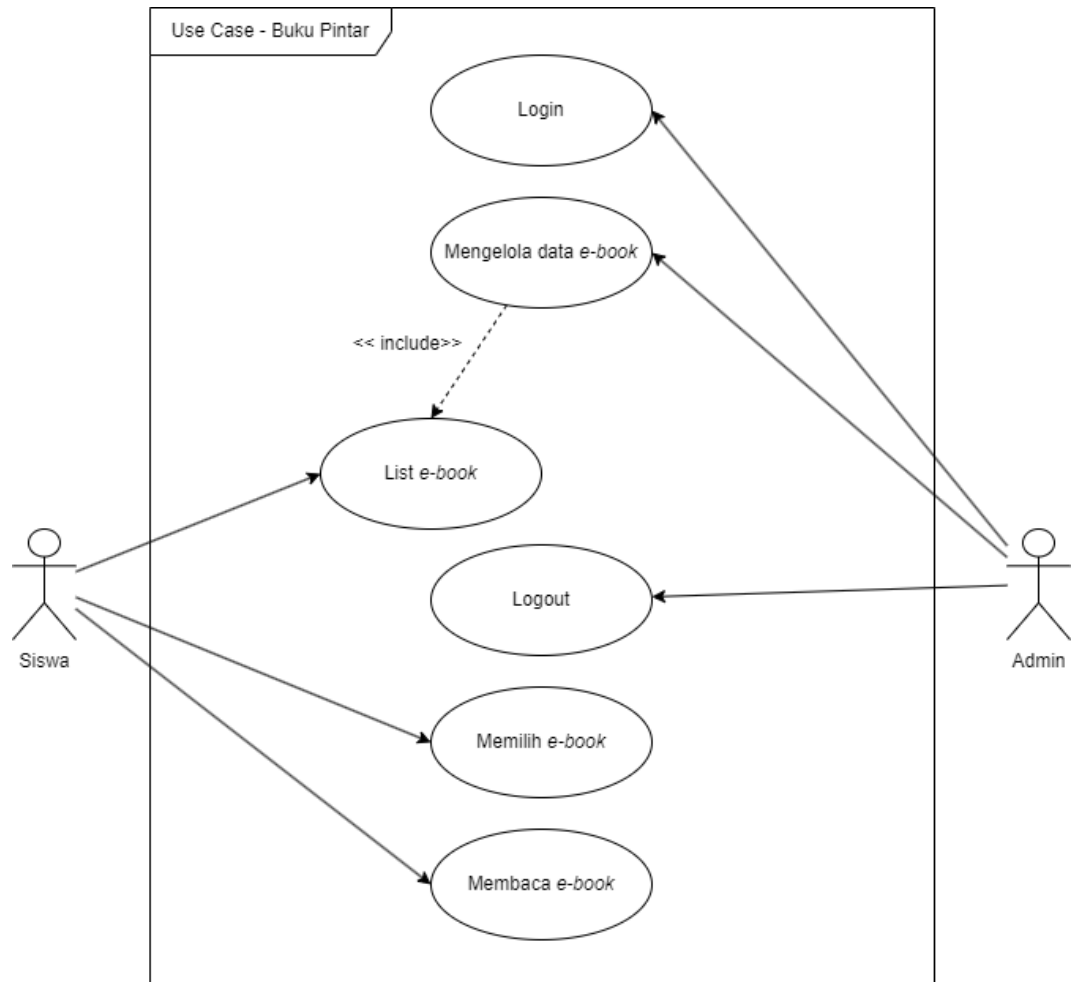 Use Case - Buku Pintar
Login
Mengelola data e-book
<< include>>
List e-book
Logout
Siswa
Admin
Memilih e-book
Membaca e-book